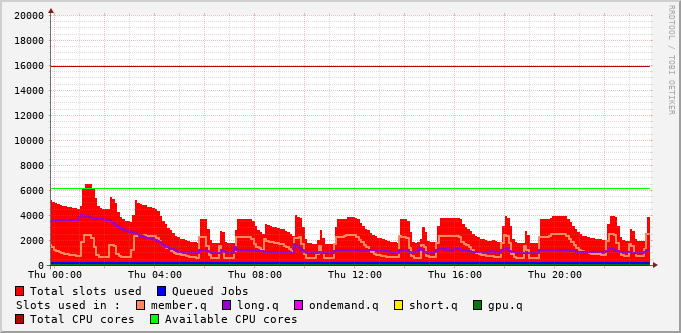 20000
18000
16000
14000
12000
10000
8000
6000
4000
2000
0
Thu 00:00 Thu 04:00 Thu 08:00 Thu 12:00 Thu 16:00 Thu 20:00
Total slots used Queued Jobs
Slots used in : member.q long.q ondemand.q short.q gpu.q
Total CPU cores Available CPU cores
RRDTOOL / TOBI OETIKER